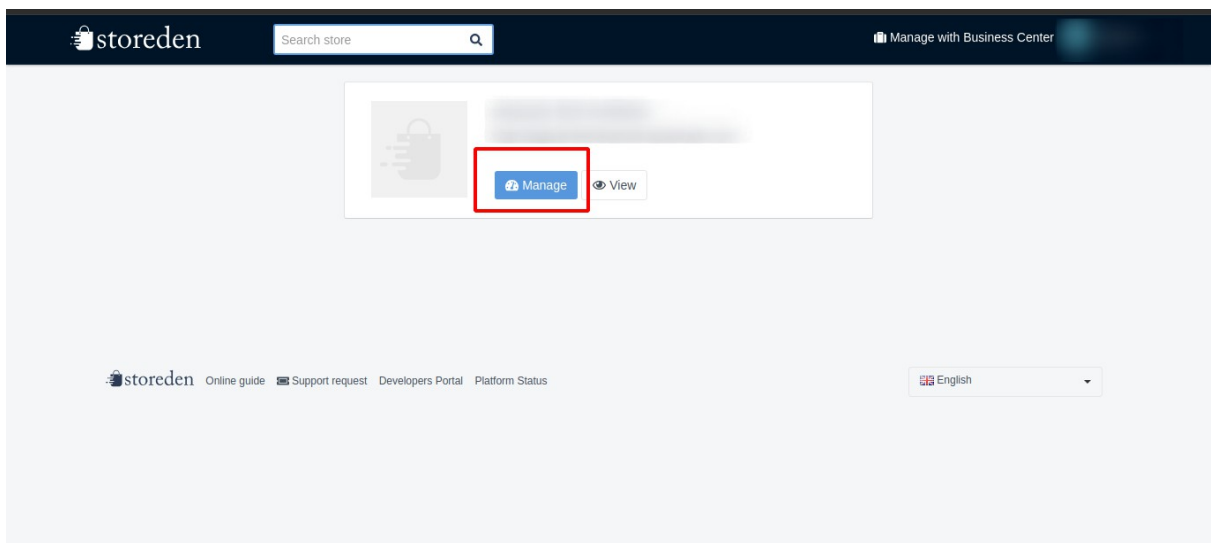 storeden Search store Manage with Business Center
Manage View
storeden Online guide Support request Developers Portal Platform Status English